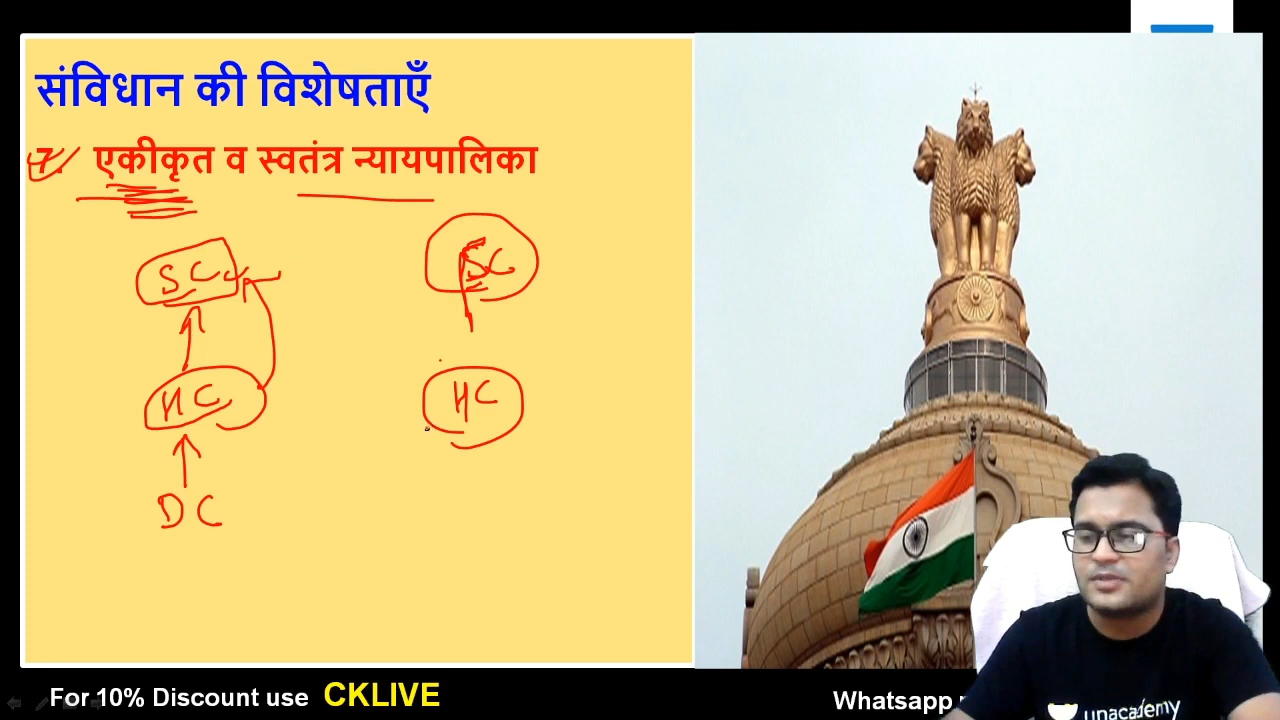 संविधान की विशेषताएँ
7. एकीकृत व स्वतंत्र न्यायपालिका
SC SC
HC HC
DC
For 10% Discount use CKLIVE
Whatsapp
unacademy